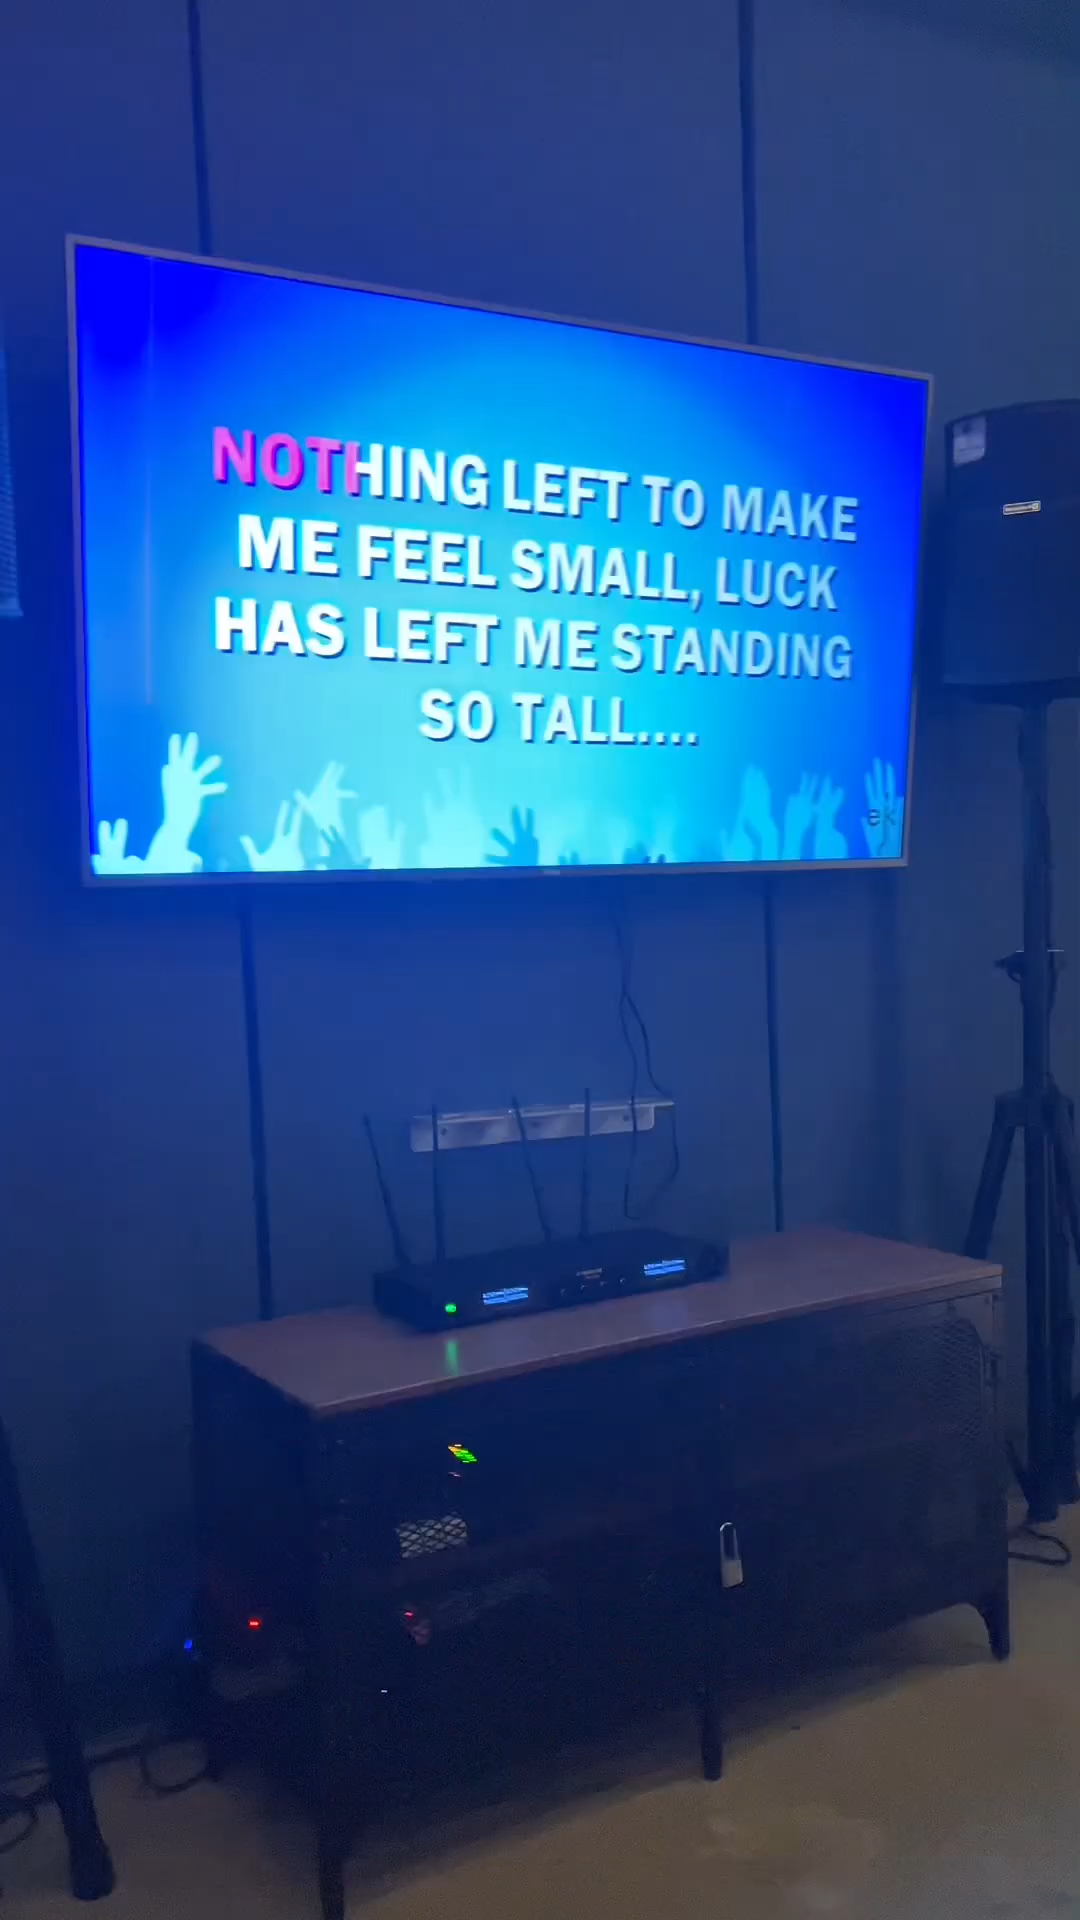 NOTHING LEFT TO MAKE
ME FEEL SMALL, LUCK
HAS LEFT ME STANDING
SO TALL....